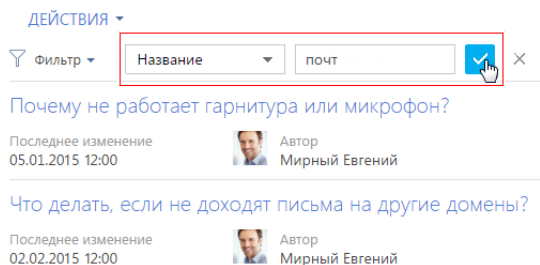 ДЕЙСТВИЯ
Фильтр Название почт
Почему не работает гарнитура или микрофон?
Последнее изменение Автор
05.01.2015 12:00 Мирный Евгений
Что делать, если не доходят письма на другие домены?
Последнее изменение Автор
02.02.2015 12:00 Мирный Евгений